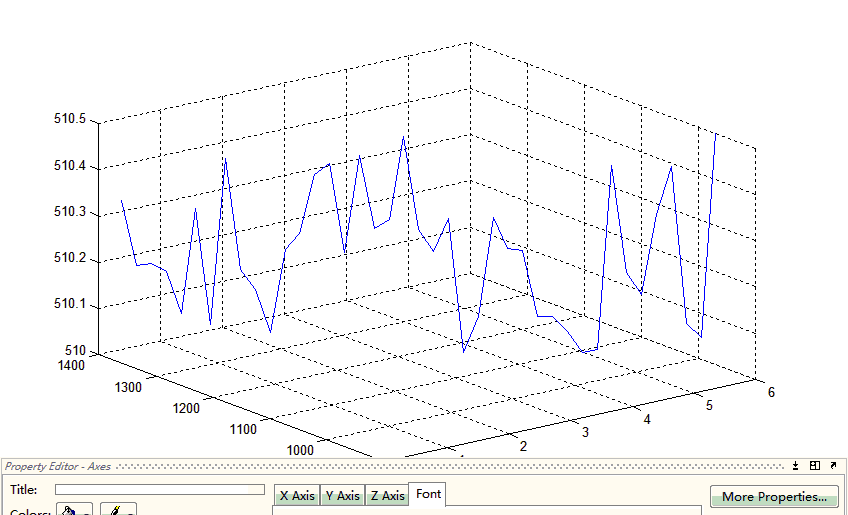 510.5
510.4
510.3
510.2
510.1
510
1400
1300
1200
1100
1000
2
3
4
5
6
Property Editor - Axes
Title:
X Axis
Y Axis
Z Axis
Font
More Properties...
Colors: